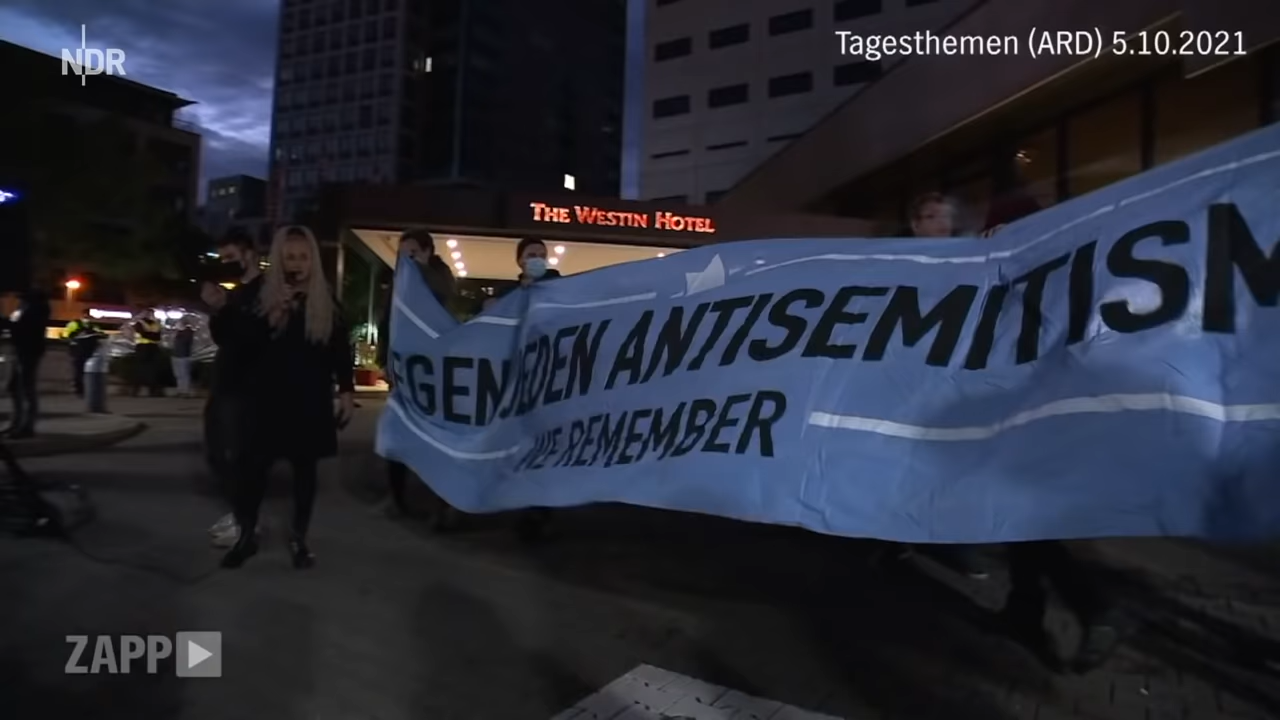 NDR
Tagesthemen (ARD) 5.10.2021
THE WESTIN HOTEL
EGEN JEDEN ANTISEMITISM
WE REMEMBER
ZAPP